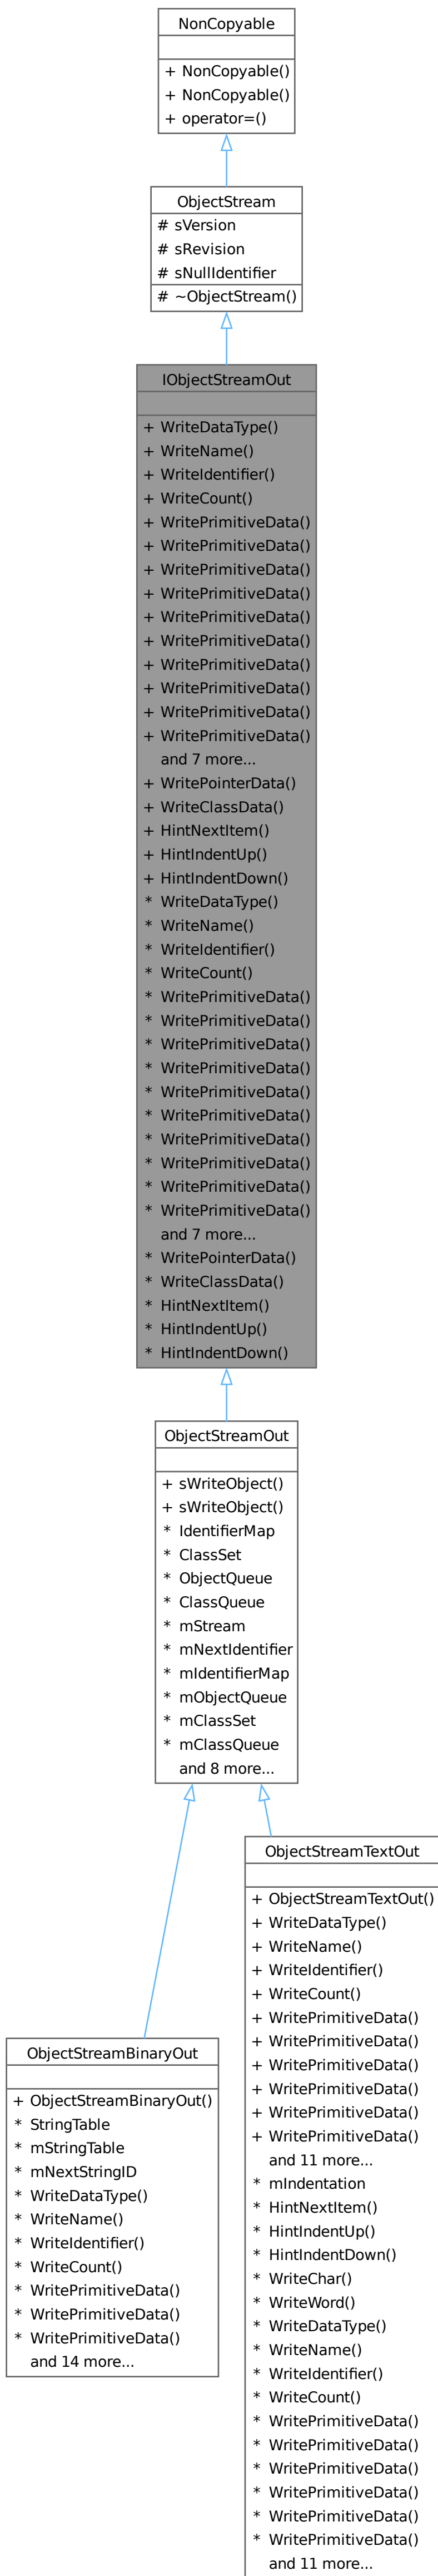 NonCopyable
+ NonCopyable()
+ NonCopyable()
+ operator=()
ObjectStream
# sVersion
# sRevision
# sNullIdentifier
# ~ObjectStream()
IObjectStreamOut
+ WriteDataType()
+ WriteName()
+ WriteIdentifier()
+ WriteCount()
+ WritePrimitiveData()
+ WritePrimitiveData()
+ WritePrimitiveData()
+ WritePrimitiveData()
+ WritePrimitiveData()
+ WritePrimitiveData()
+ WritePrimitiveData()
+ WritePrimitiveData()
+ WritePrimitiveData()
+ WritePrimitiveData()
and 7 more...
+ WritePointerData()
+ WriteClassData()
+ HintNextItem()
+ HintIndentUp()
+ HintIndentDown()
* WriteDataType()
* WriteName()
* WriteIdentifier()
* WriteCount()
* WritePrimitiveData()
* WritePrimitiveData()
* WritePrimitiveData()
* WritePrimitiveData()
* WritePrimitiveData()
* WritePrimitiveData()
* WritePrimitiveData()
* WritePrimitiveData()
* WritePrimitiveData()
* WritePrimitiveData()
and 7 more...
* WritePointerData()
* WriteClassData()
* HintNextItem()
* HintIndentUp()
* HintIndentDown()
ObjectStreamOut
+ sWriteObject()
+ sWriteObject()
* IdentifierMap
* ClassSet
* ObjectQueue
* ClassQueue
* mStream
* mNextIdentifier
* mIdentifierMap
* mObjectQueue
* mClassSet
* mClassQueue
and 8 more...
ObjectStreamBinaryOut
+ ObjectStreamBinaryOut()
* StringTable
* mStringTable
* mNextStringID
* WriteDataType()
* WriteName()
* WriteIdentifier()
* WriteCount()
* WritePrimitiveData()
* WritePrimitiveData()
* WritePrimitiveData()
and 14 more...
ObjectStreamTextOut
+ ObjectStreamTextOut()
+ WriteDataType()
+ WriteName()
+ WriteIdentifier()
+ WriteCount()
+ WritePrimitiveData()
+ WritePrimitiveData()
+ WritePrimitiveData()
+ WritePrimitiveData()
+ WritePrimitiveData()
+ WritePrimitiveData()
and 11 more...
* mIndentation
* HintNextItem()
* HintIndentUp()
* HintIndentDown()
* WriteChar()
* WriteWord()
* WriteDataType()
* WriteName()
* WriteIdentifier()
* WriteCount()
* WritePrimitiveData()
* WritePrimitiveData()
* WritePrimitiveData()
* WritePrimitiveData()
* WritePrimitiveData()
* WritePrimitiveData()
and 11 more...